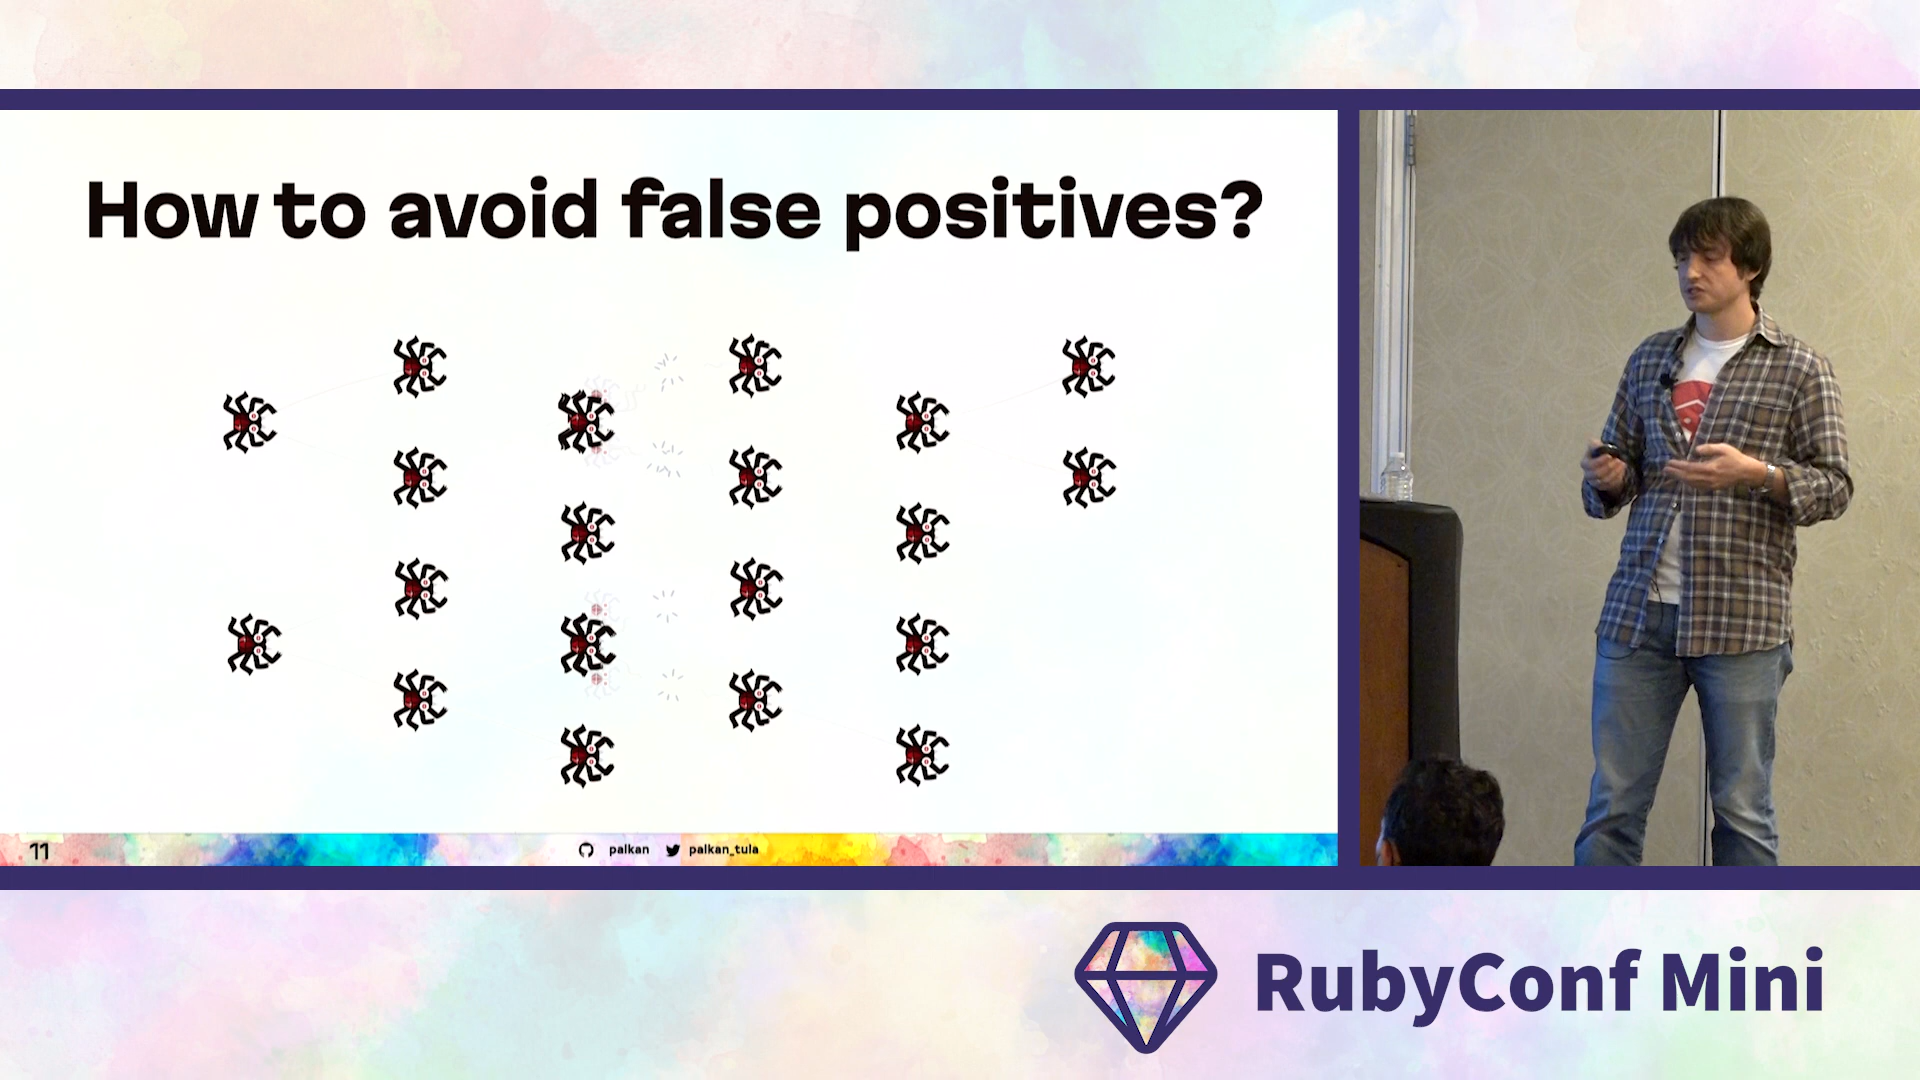 How to avoid false positives?
11
palkan palkan_tula
RubyConf Mini